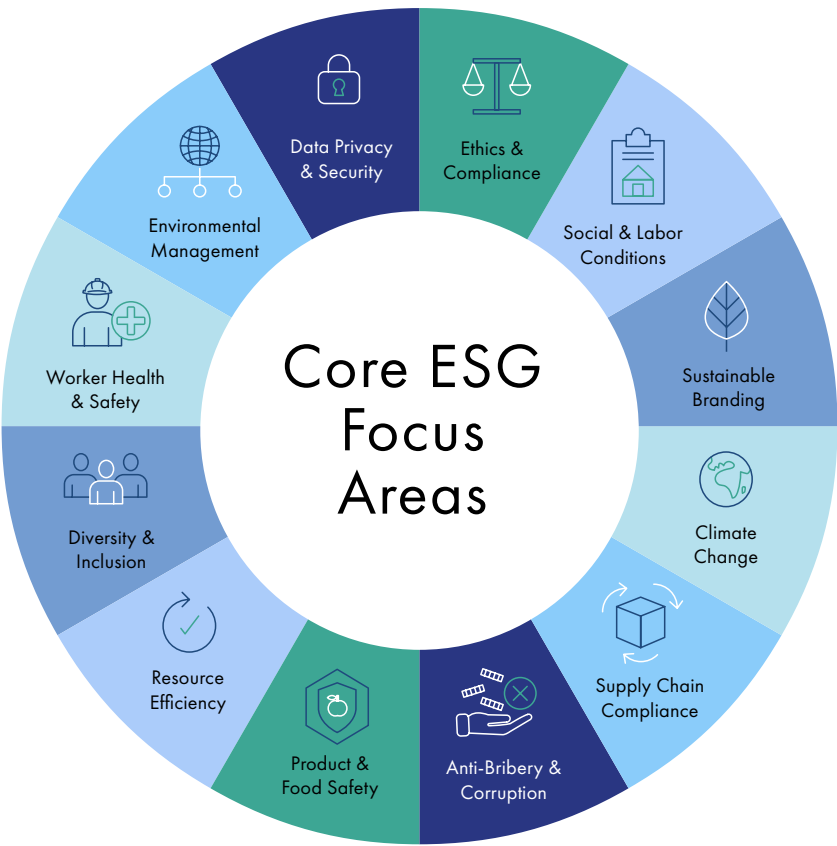 Core ESG
Focus
Areas
Ethics &
Compliance
Social & Labor
Conditions
Sustainable
Branding
Climate
Change
Supply Chain
Compliance
Anti-Bribery &
Corruption
Product &
Food Safety
Resource
Efficiency
Diversity &
Inclusion
Worker Health
& Safety
Environmental
Management
Data Privacy
& Security